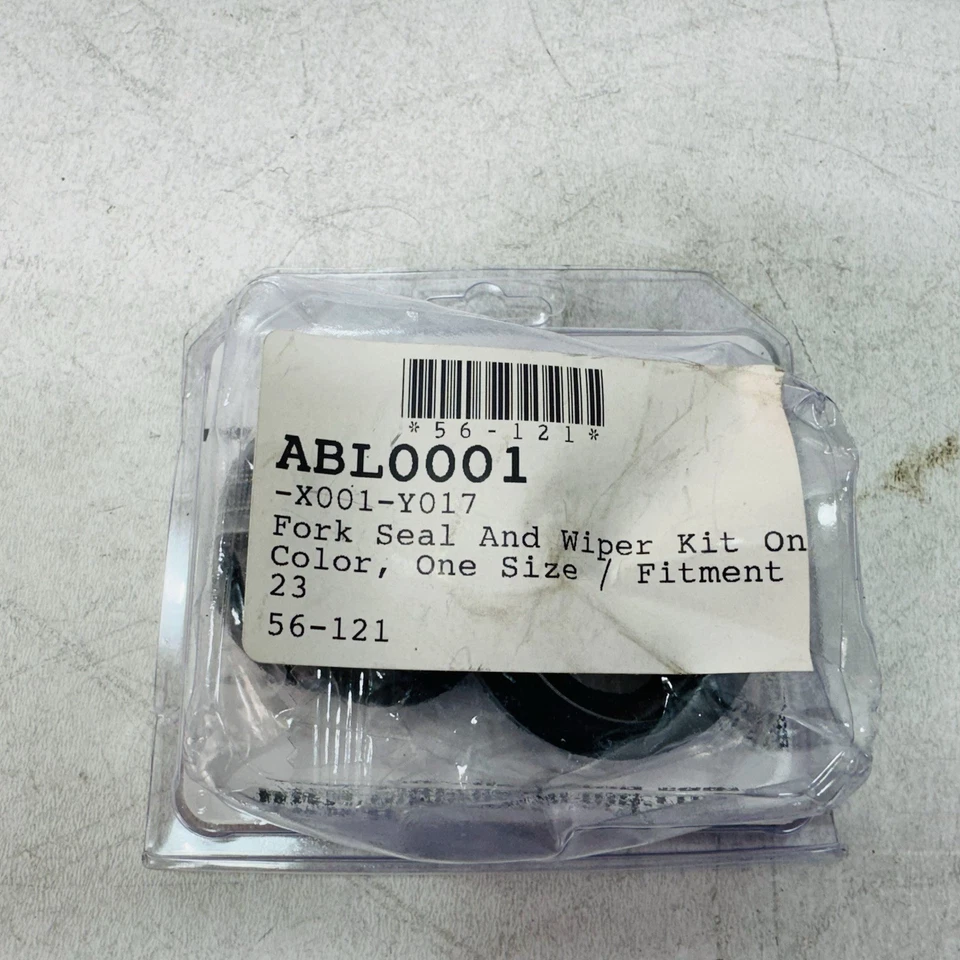 *56-121*
ABL0001
-X001-Y017
Fork Seal And Wiper Kit On
Color, One Size / Fitment
23
56-121